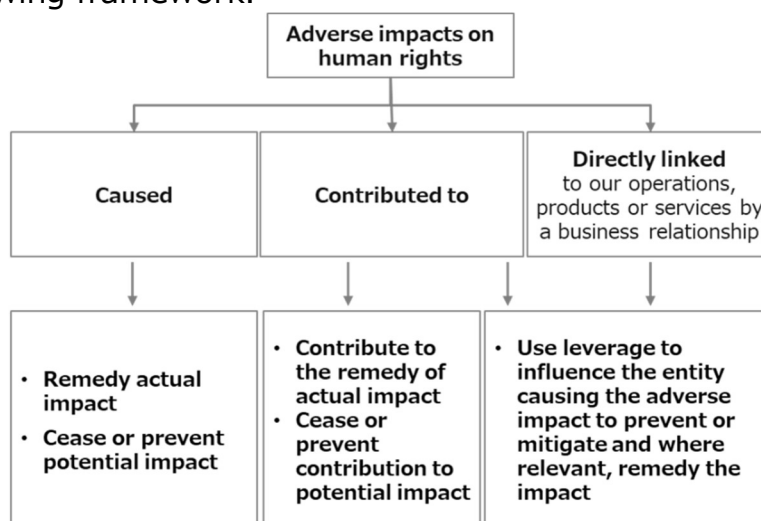 framework.
Adverse impacts on
human rights
Caused
Contributed to
Directly linked
to our operations,
products or services by
a business relationship
• Remedy actual
impact
• Cease or prevent
potential impact
• Contribute to
the remedy of
actual impact
• Cease or
prevent
contribution to
potential impact
• Use leverage to
influence the entity
causing the adverse
impact to prevent or
mitigate and where
relevant, remedy the
impact